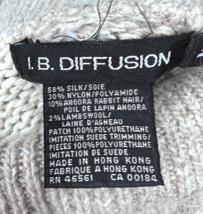 I.B. DIFFUSION
58% SILK/SOIE
30% NYLON/POLYAMIDE
10% ANGORA RABBIT HAIR/
POIL DE LAPIN ANGORA
2% LAMBSWOOL/
LAINE D'AGNEAU
PATCH 100% POLYURETHANE
IMITATION SUEDE TRIMMING/
PIECES 100% POLYURETHANE
IMITATION DE SUEDE
MADE IN HONG KONG
FABRIQUE A HONG KONG
RN 46561 CA 00184